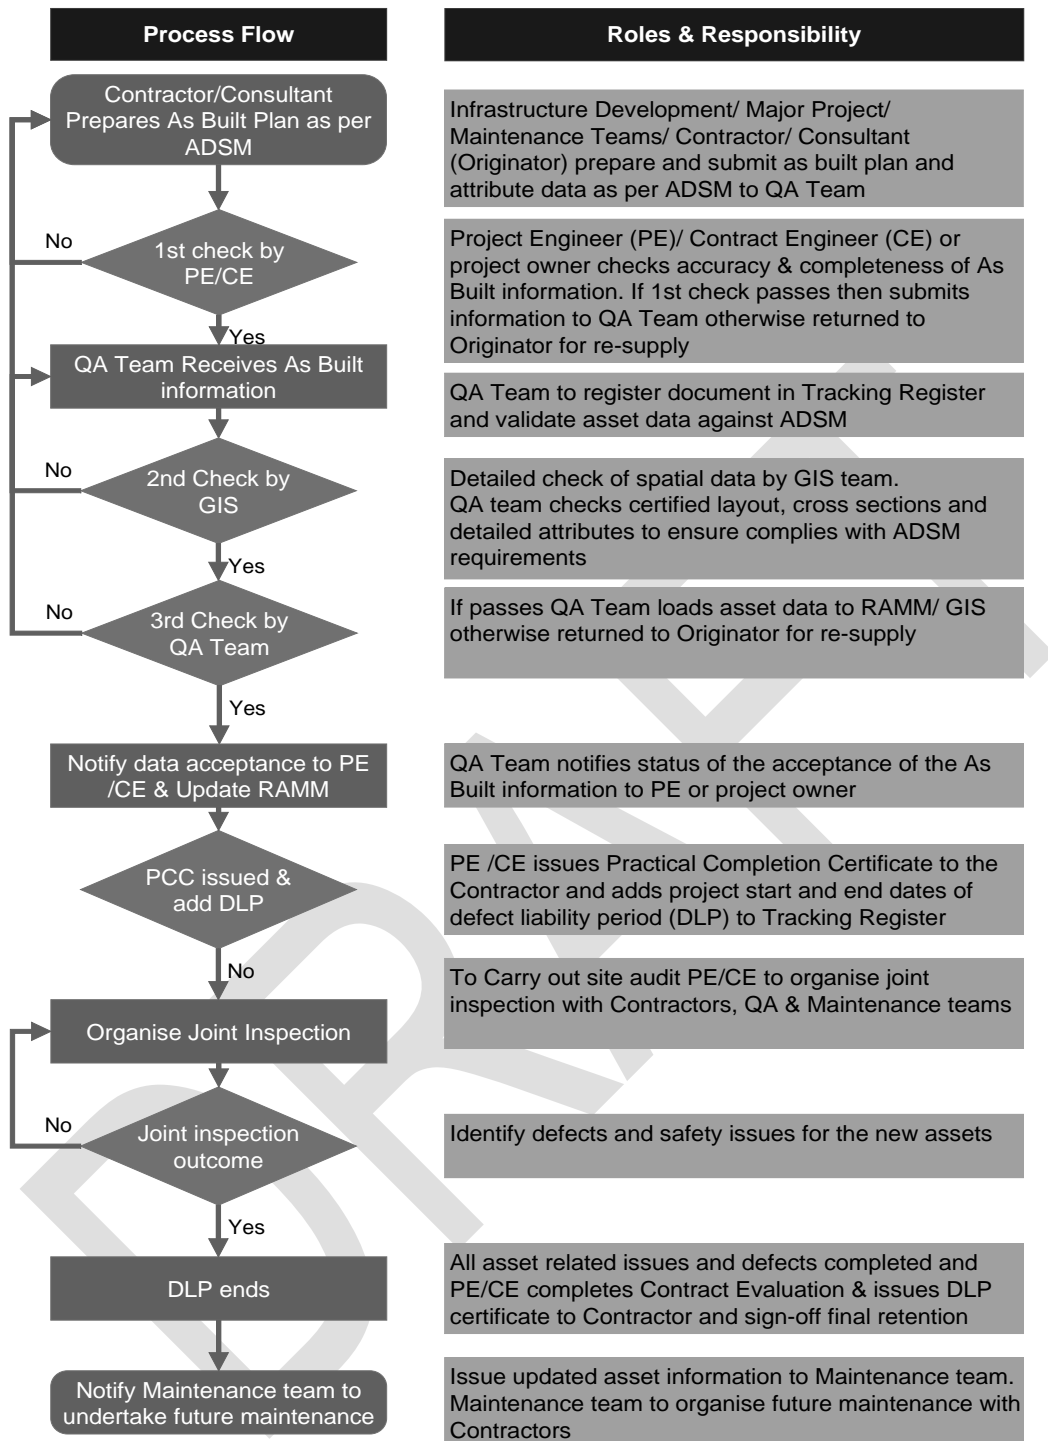 Process Flow
Roles & Responsibility
Contractor/Consultant
Prepares As Built Plan as per
ADSM
Infrastructure Development/ Major Project/
Maintenance Teams/ Contractor/ Consultant
(Originator) prepare and submit as built plan and
attribute data as per ADSM to QA Team
No
1st check by
PE/CE
Yes
Project Engineer (PE)/ Contract Engineer (CE) or
project owner checks accuracy & completeness of As
Built information. If 1st check passes then submits
information to QA Team otherwise returned to
Originator for re-supply
QA Team Receives As Built
information
QA Team to register document in Tracking Register
and validate asset data against ADSM
No
2nd Check by
GIS
Yes
Detailed check of spatial data by GIS team.
QA team checks certified layout, cross sections and
detailed attributes to ensure complies with ADSM
requirements
No
3rd Check by
QA Team
Yes
If passes QA Team loads asset data to RAMM/ GIS
otherwise returned to Originator for re-supply
Notify data acceptance to PE
/CE & Update RAMM
QA Team notifies status of the acceptance of the As
Built information to PE or project owner
PCC issued &
add DLP
No
PE /CE issues Practical Completion Certificate to the
Contractor and adds project start and end dates of
defect liability period (DLP) to Tracking Register
Organise Joint Inspection
To Carry out site audit PE/CE to organise joint
inspection with Contractors, QA & Maintenance teams
No
Joint inspection
outcome
Yes
Identify defects and safety issues for the new assets
DLP ends
All asset related issues and defects completed and
PE/CE completes Contract Evaluation & issues DLP
certificate to Contractor and sign-off final retention
Notify Maintenance team to
undertake future maintenance
Issue updated asset information to Maintenance team.
Maintenance team to organise future maintenance with
Contractors
DRAFT